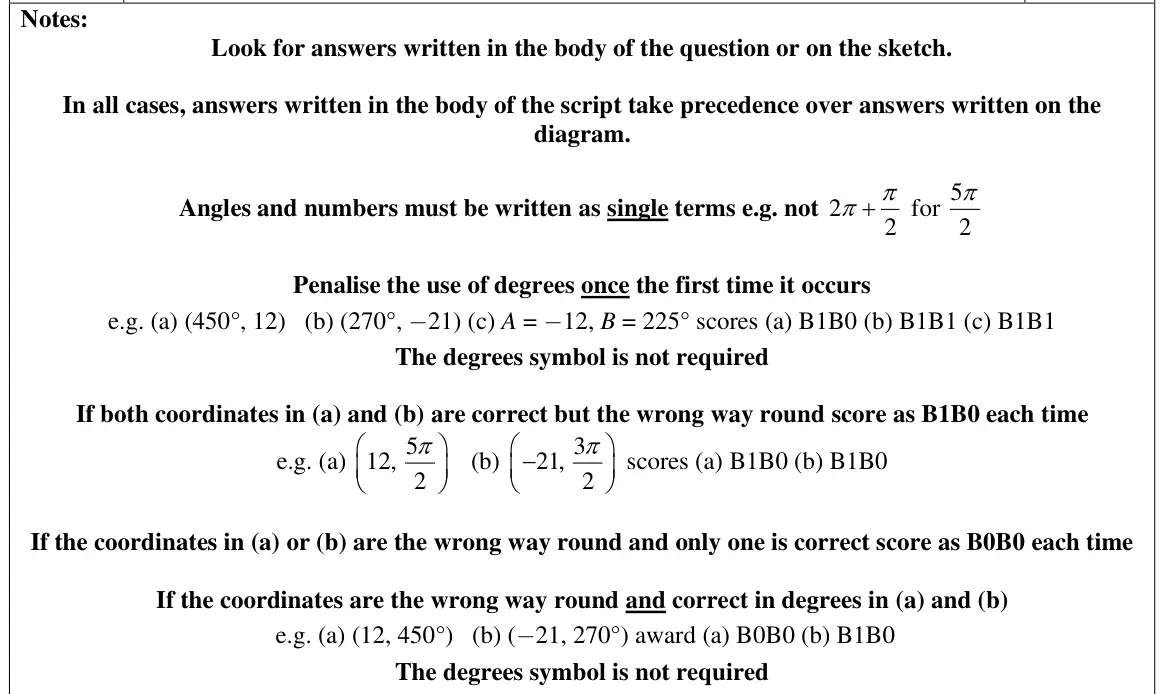 Notes:
Look for answers written in the body of the question or on the sketch.
In all cases, answers written in the body of the script take precedence over answers written on the
diagram.
Angles and numbers must be written as single terms e.g. not 2π + π/2 for 5π/2
Penalise the use of degrees once the first time it occurs
e.g. (a) (450°, 12) (b) (270°, −21) (c) A = −12, B = 225° scores (a) B1B0 (b) B1B1 (c) B1B1
The degrees symbol is not required
If both coordinates in (a) and (b) are correct but the wrong way round score as B1B0 each time
e.g. (a) (12, 5π/2) (b) (−21, 3π/2) scores (a) B1B0 (b) B1B0
If the coordinates in (a) or (b) are the wrong way round and only one is correct score as B0B0 each time
If the coordinates are the wrong way round and correct in degrees in (a) and (b)
e.g. (a) (12, 450°) (b) (−21, 270°) award (a) B0B0 (b) B1B0
The degrees symbol is not required